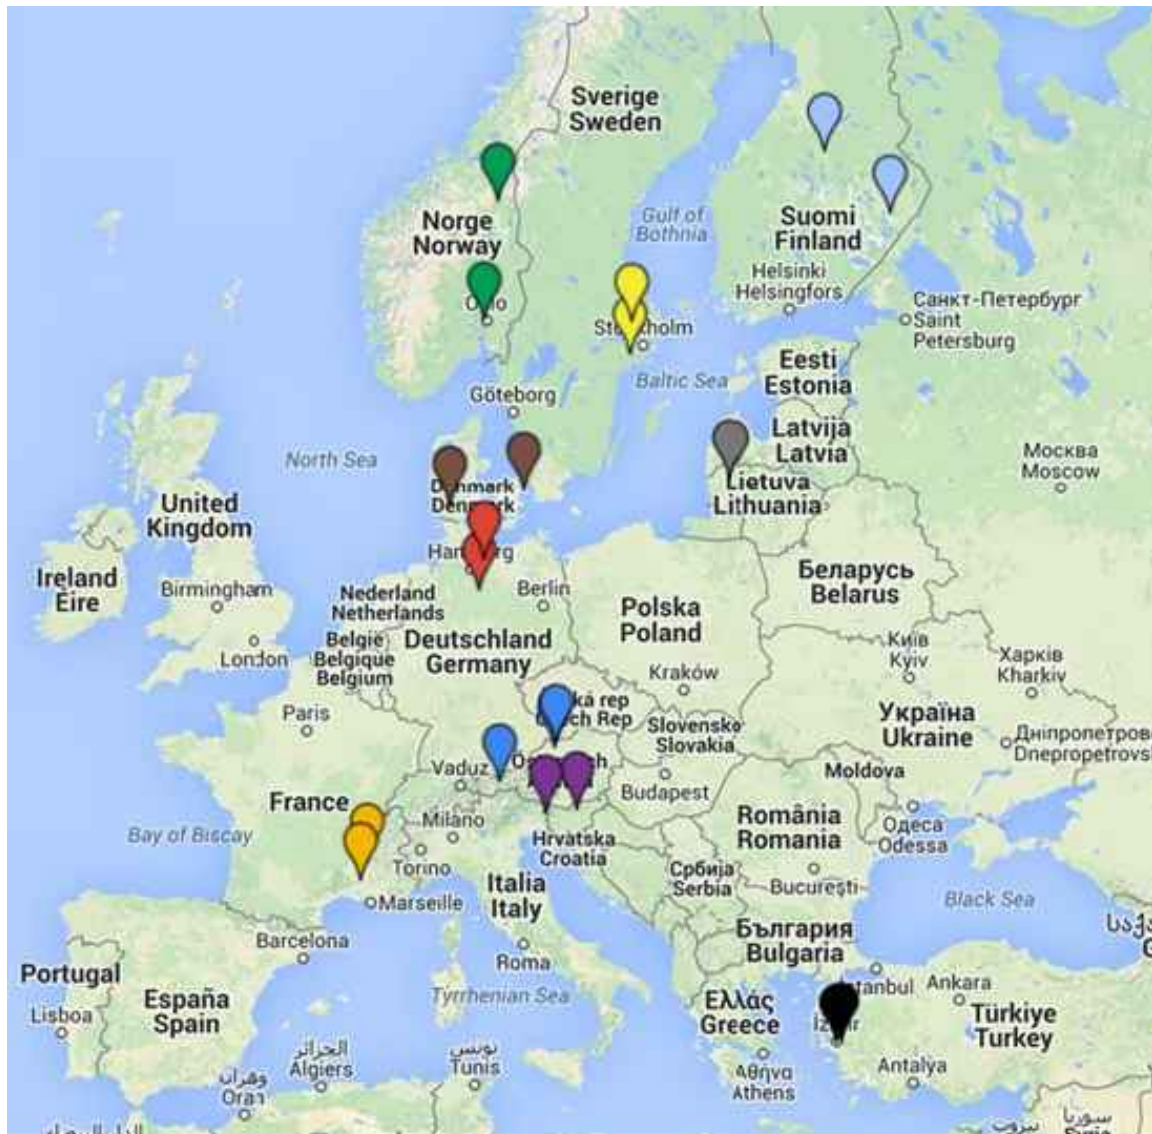 Sverige
Sweden
Norge
Norway
Gulf of
Bothnia
Suomi
Finland
Helsinki
Helsingfors
Санкт-Петербург
Saint
Petersburg
Eesti
Estonia
Baltic Sea
Göteborg
Latvija
Latvia
Москва
Moscow
North Sea
Lietuva
Lithuania
United
Kingdom
Ireland
Éire
Birmingham
London
Nederland
Netherlands
België
Belgique
Belgium
Berlin
Deutschland
Germany
Polska
Poland
Беларусь
Belarus
Kraków
Київ
Kyiv
Харків
Kharkiv
Paris
Slovensko
Slovakia
Україна
Ukraine
Дніпропетров
Dnepropetrovs
Vaduz
Budapest
Moldova
France
Milano
Torino
Bay of Biscay
Hrvatska
Croatia
România
Romania
Одеса
Odessa
Србија
Serbia
București
Marseille
Italia
Italy
Black Sea
Barcelona
Roma
България
Bulgaria
Portugal
Lisboa
España
Spain
Tyrrhenian Sea
Ελλάς
Greece
Ankara
Türkiye
Turkey
Αθήνα
Athens
Antalya
الجزائر
Algiers
تونس
Tunis
وهران